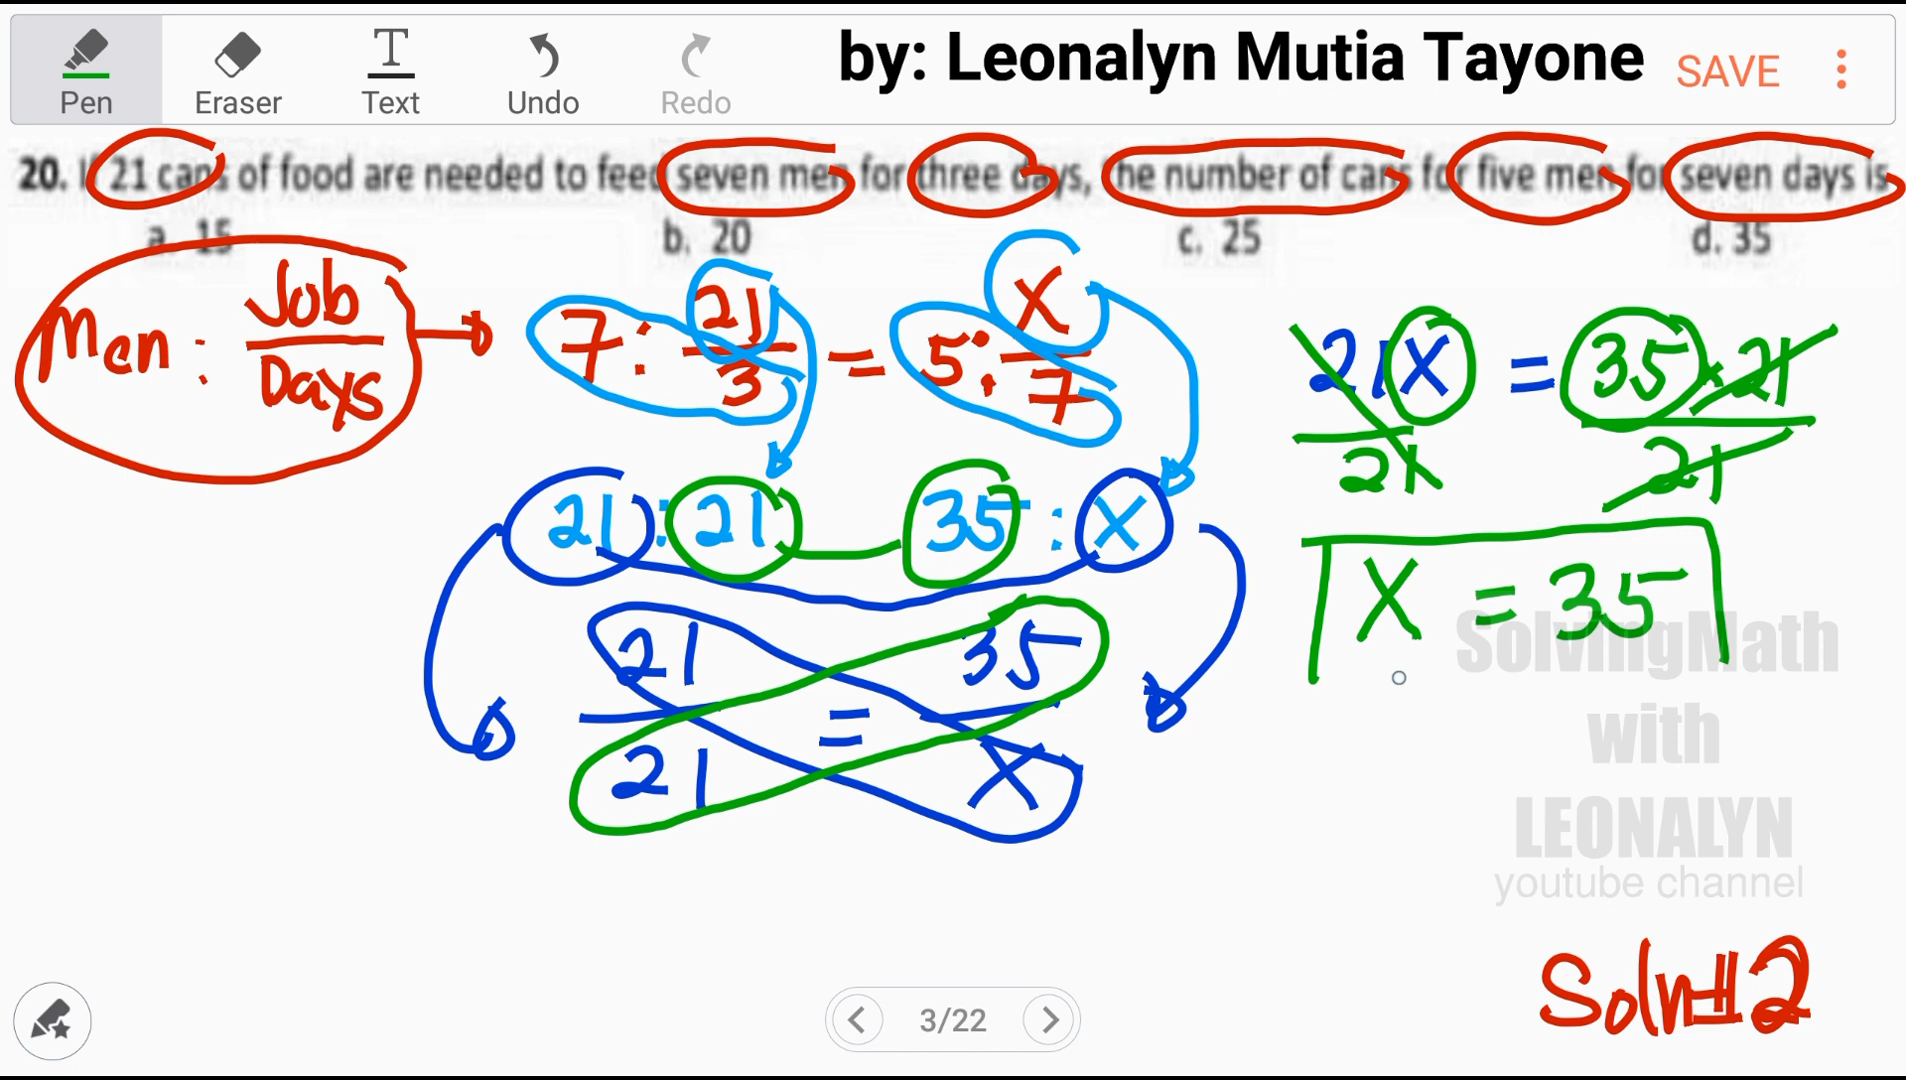 by: Leonalyn Mutia Tayone
SAVE
Pen
Eraser
Text
Undo
Redo
20. If 21 cans of food are needed to feed seven men for three days, the number of cans for five men for seven days is
a. 15 b. 20 c. 25 d. 35
Men : Job / Days
7 : 21 / 3 = 5 : X / 7
21X / 21 = 35 · 21 / 21
21 : 21 35 : X
X = 35
21 / 21 = 35 / X
SolvingMath
with
LEONALYN
youtube channel
Soln#2
3/22